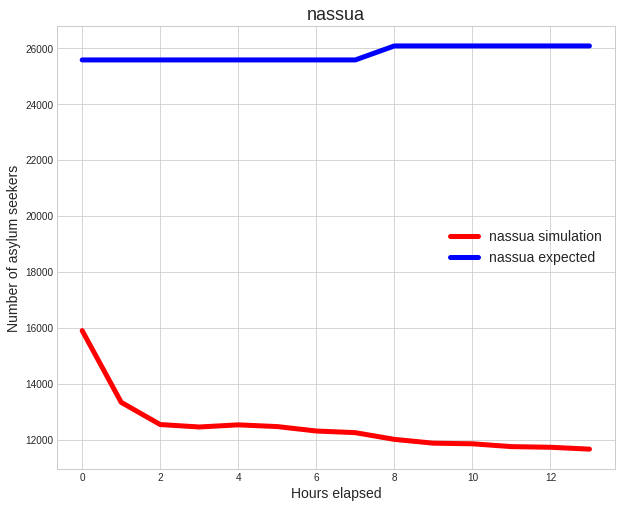 nassua
Number of asylum seekers
26000
24000
22000
20000
18000
16000
14000
12000
nassua simulation
nassua expected
0 2 4 6 8 10 12
Hours elapsed